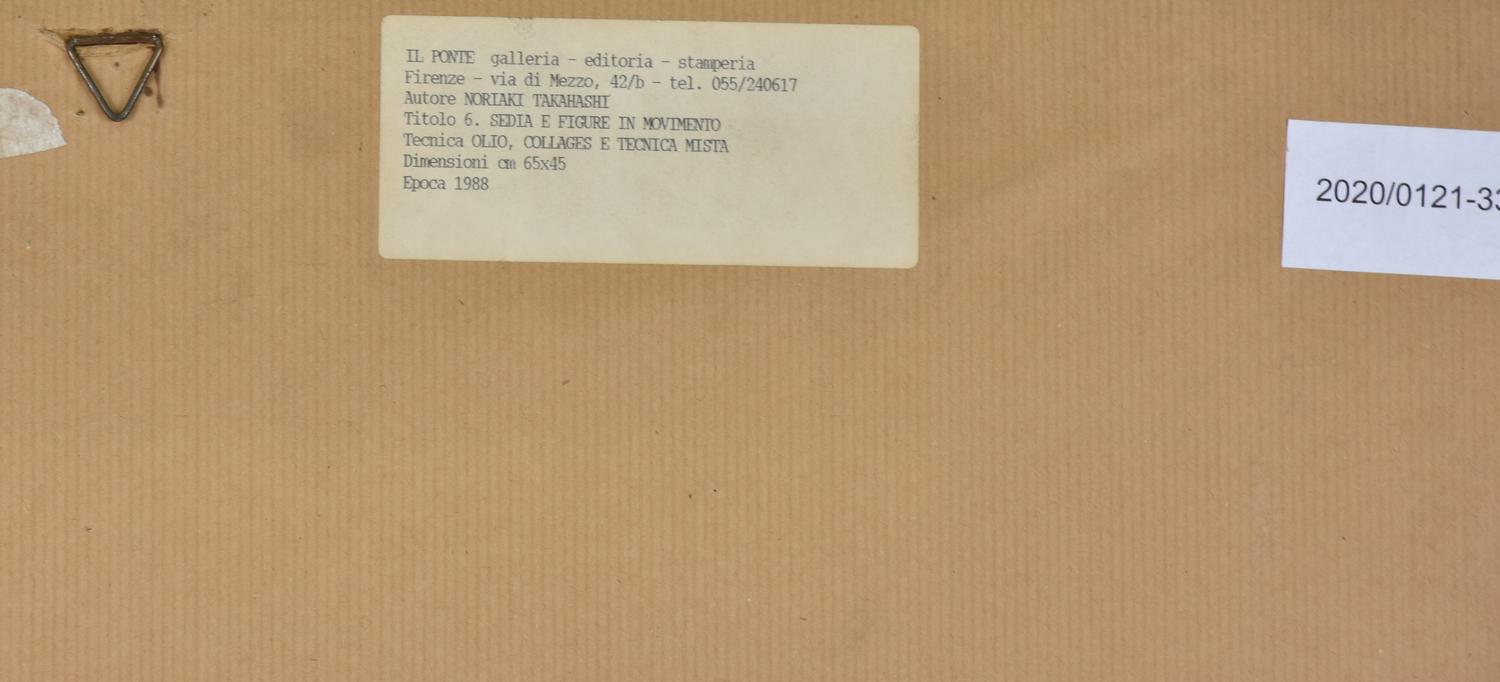 IL PONTE galleria - editoria - stamperia
Firenze - via di Mezzo, 42/b - tel. 055/240617
Autore NORIAKI TAKAHASHI
Titolo 6. SEDIA E FIGURE IN MOVIMENTO
Tecnica OLIO, COLLAGES E TECNICA MISTA
Dimensioni cm 65x45
Epoca 1988
2020/0121-33